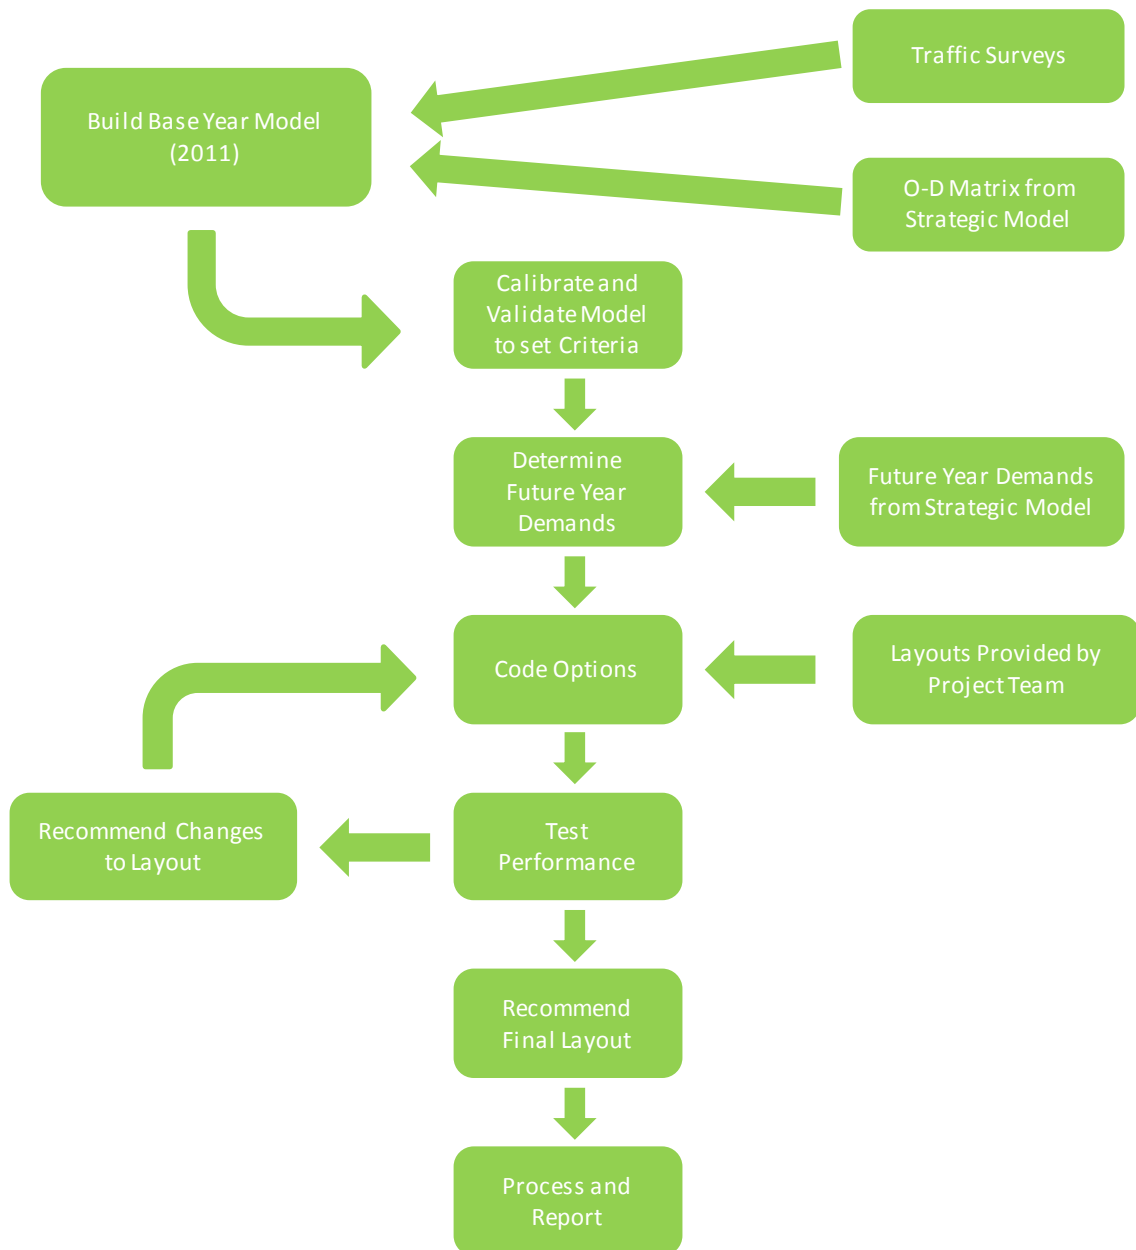 Traffic Surveys
Build Base Year Model
(2011)
O-D Matrix from
Strategic Model
Calibrate and
Validate Model
to set Criteria
Determine
Future Year
Demands
Future Year Demands
from Strategic Model
Code Options
Layouts Provided by
Project Team
Recommend Changes
to Layout
Test
Performance
Recommend
Final Layout
Process and
Report